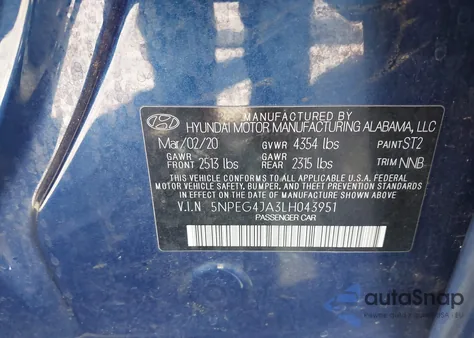 MANUFACTURED BY
HYUNDAI MOTOR MANUFACTURING ALABAMA, LLC
Mar/02/20 GVWR 4354 lbs PAINT ST2
GAWR FRONT 2513 lbs GAWR REAR 2315 lbs TRIM NNB
THIS VEHICLE CONFORMS TO ALL APPLICABLE FEDERAL MOTOR
VEHICLE SAFETY, BUMPER, AND THEFT PREVENTION STANDARDS
IN EFFECT ON THE DATE OF MANUFACTURE SHOWN ABOVE.
V.I.N 5NPEG4JA3LH043951
PASSENGER CAR
autoSnap